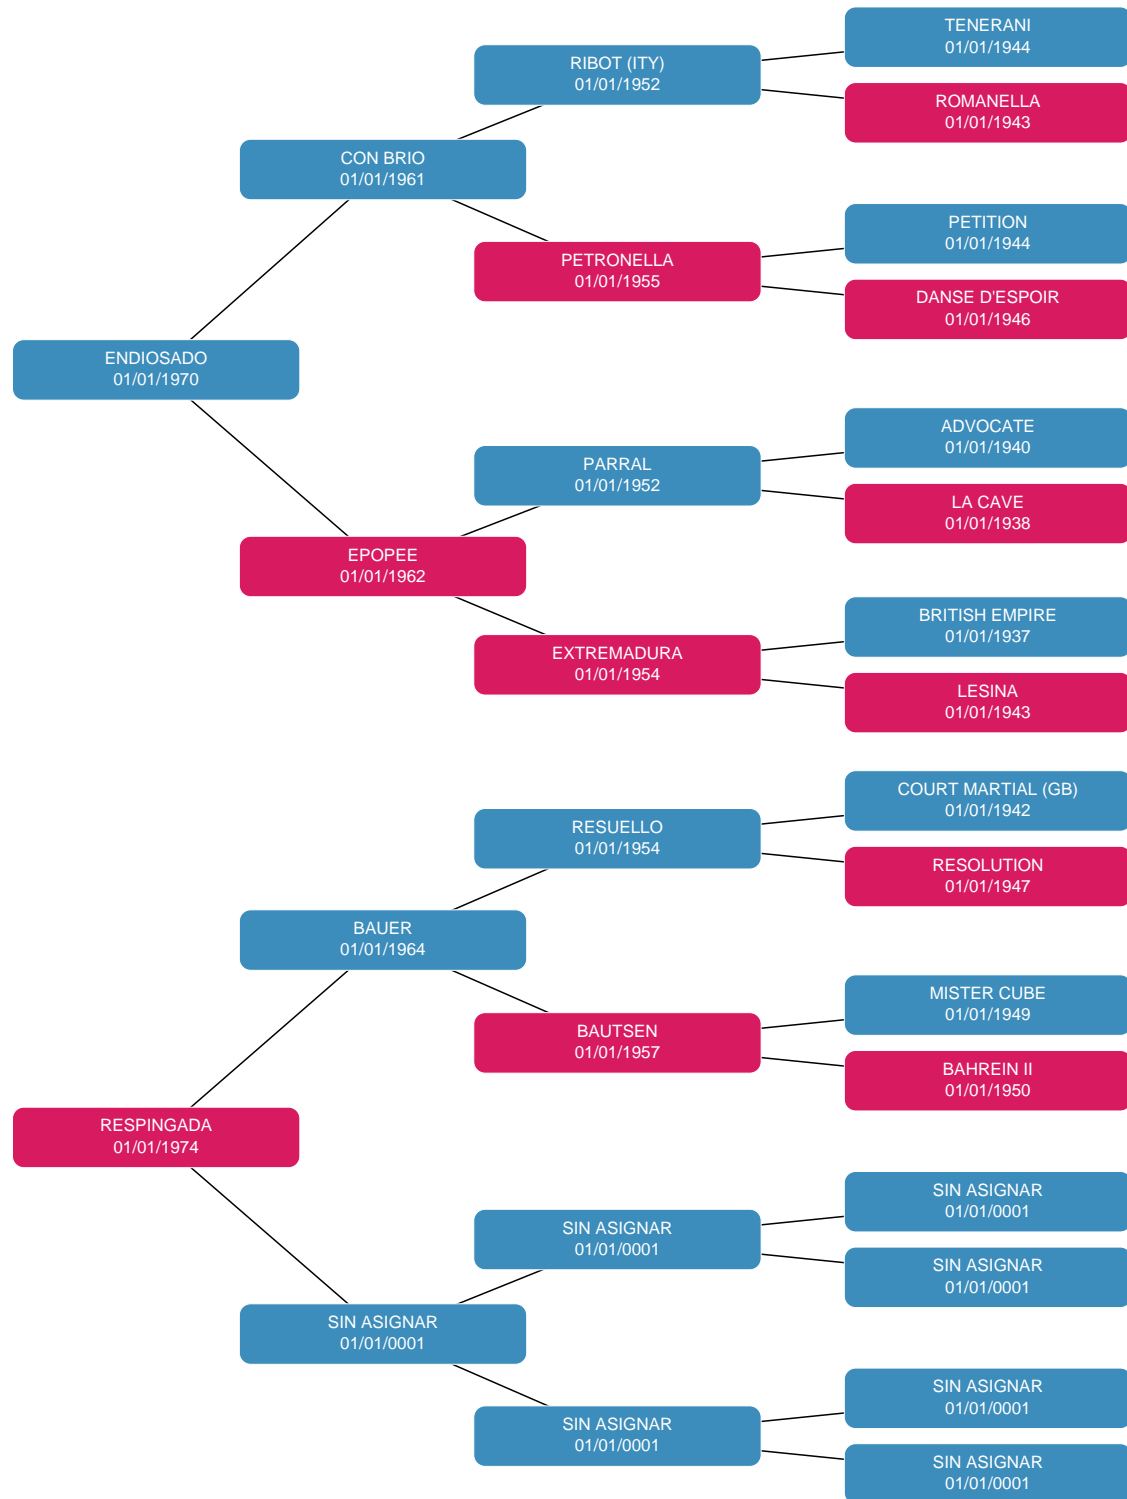 TENERANI
01/01/1944
RIBOT (ITY)
01/01/1952
ROMANELLA
01/01/1943
CON BRIO
01/01/1961
PETITION
01/01/1944
PETRONELLA
01/01/1955
DANSE D'ESPOIR
01/01/1946
ENDIOSADO
01/01/1970
ADVOCATE
01/01/1940
PARRAL
01/01/1952
LA CAVE
01/01/1938
EPOPEE
01/01/1962
BRITISH EMPIRE
01/01/1937
EXTREMADURA
01/01/1954
LESINA
01/01/1943
COURT MARTIAL (GB)
01/01/1942
RESUELLO
01/01/1954
RESOLUTION
01/01/1947
BAUER
01/01/1964
MISTER CUBE
01/01/1949
BAUTSEN
01/01/1957
BAHREIN II
01/01/1950
RESPINGADA
01/01/1974
SIN ASIGNAR
01/01/0001
SIN ASIGNAR
01/01/0001
SIN ASIGNAR
01/01/0001
SIN ASIGNAR
01/01/0001
SIN ASIGNAR
01/01/0001
SIN ASIGNAR
01/01/0001
SIN ASIGNAR
01/01/0001